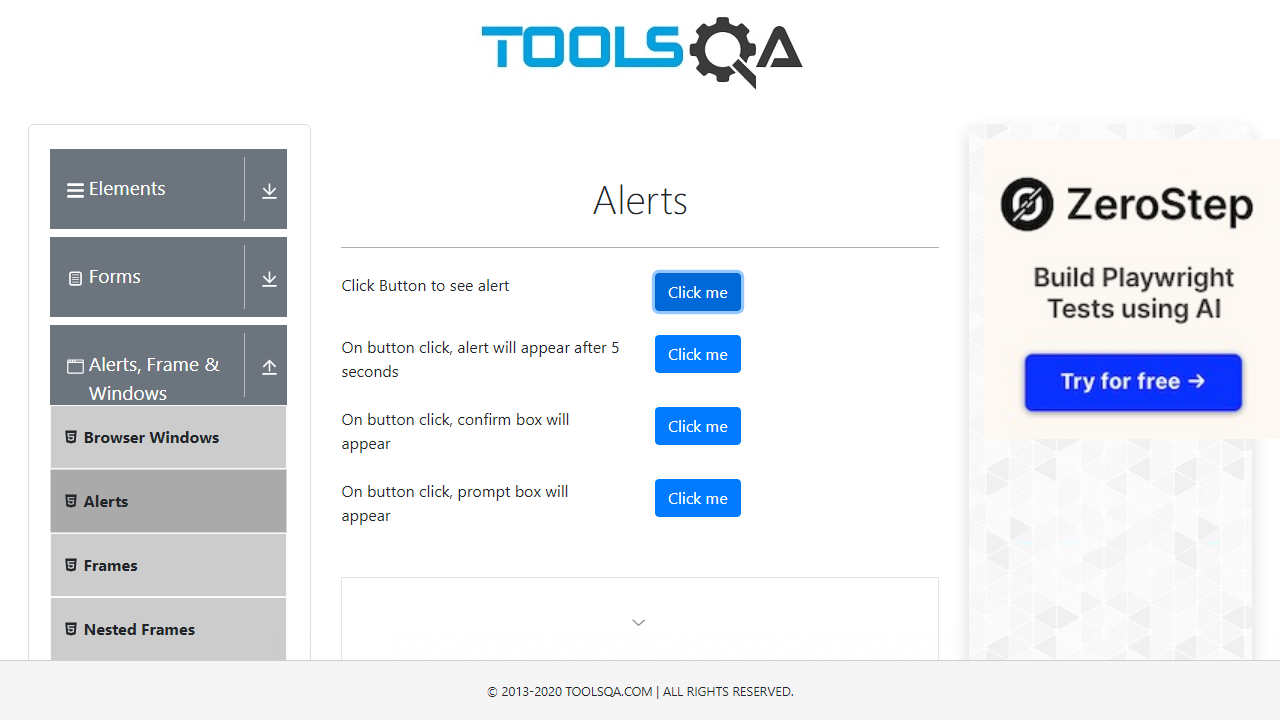 TOOLSQA
Elements
Forms
Alerts, Frame &
Windows
Browser Windows
Alerts
Frames
Nested Frames
Alerts
Click Button to see alert
Click me
On button click, alert will appear after 5
seconds
Click me
On button click, confirm box will
appear
Click me
On button click, prompt box will
appear
Click me
ZeroStep
Build Playwright
Tests using AI
Try for free →
© 2013-2020 TOOLSQA.COM | ALL RIGHTS RESERVED.